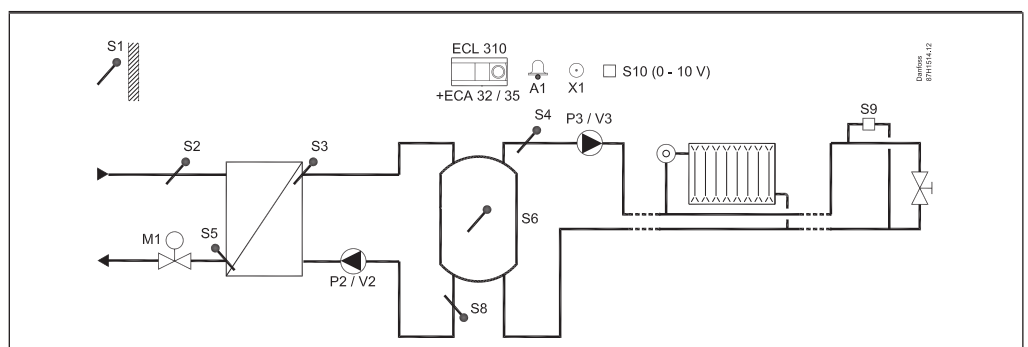 S1
ECL 310
+ECA 32 / 35
A1
X1
S10 (0 - 10 V)
Danfoss
87H1514.12
S2
S3
S4
P3 / V3
S9
S6
M1
S5
P2 / V2
S8